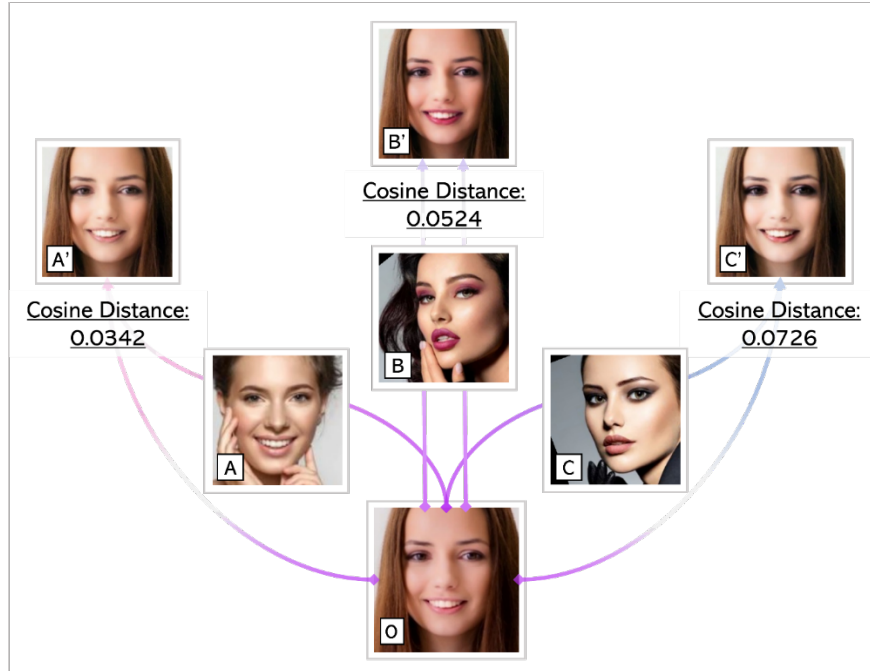 B'
Cosine Distance:
0.0524
A'
Cosine Distance:
0.0342
C'
Cosine Distance:
0.0726
B
A
C
O